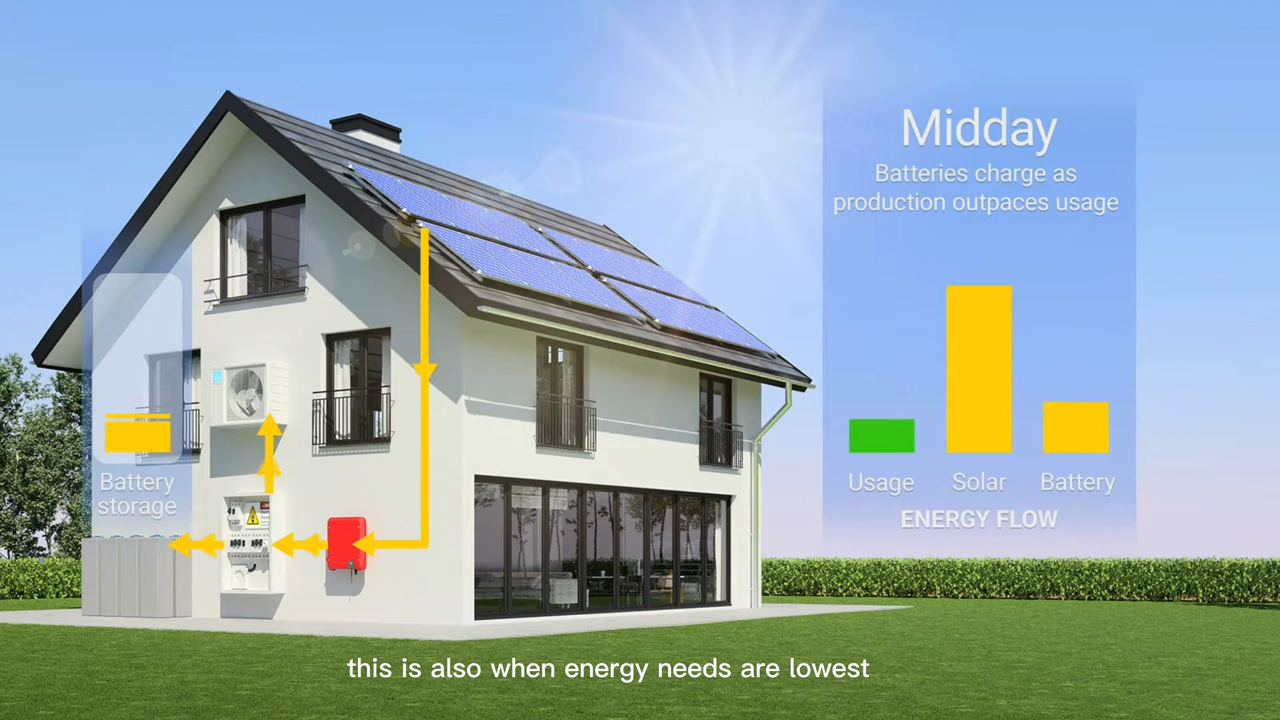 Midday
Batteries charge as
production outpaces usage
Battery
storage
Usage
Solar
Battery
ENERGY FLOW
this is also when energy needs are lowest